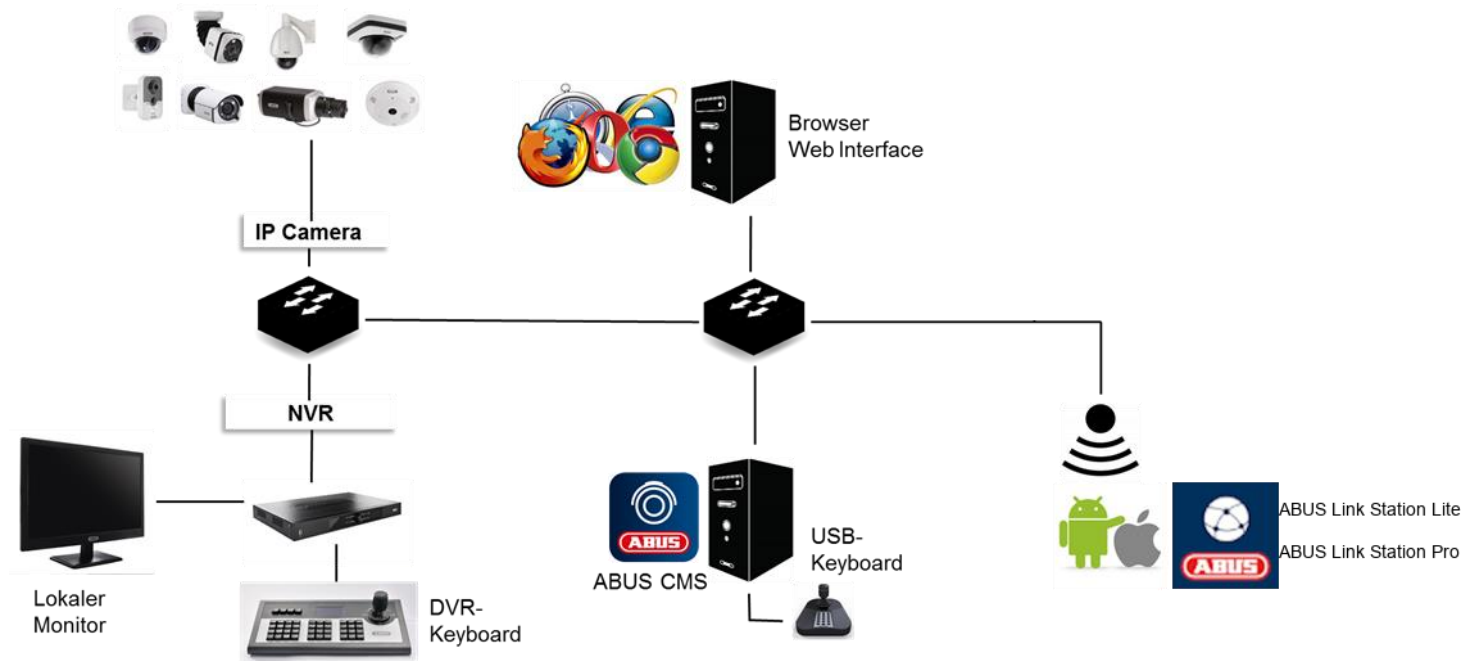 Browser
Web Interface
IP Camera
NVR
Lokaler
Monitor
DVR-
Keyboard
ABUS
ABUS CMS
USB-
Keyboard
ABUS
ABUS Link Station Lite
ABUS Link Station Pro